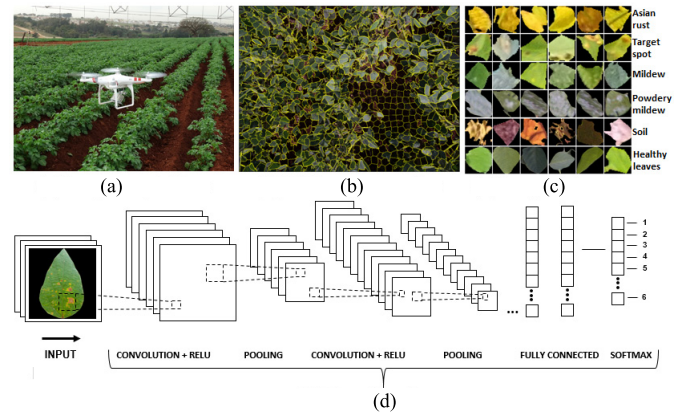 Asian
rust
Target
spot
Mildew
Powdery
mildew
Soil
Healthy
leaves
(a)
(b)
(c)
1
2
3
4
5
6
INPUT
CONVOLUTION + RELU
POOLING
CONVOLUTION + RELU
POOLING
FULLY CONNECTED
SOFTMAX
(d)